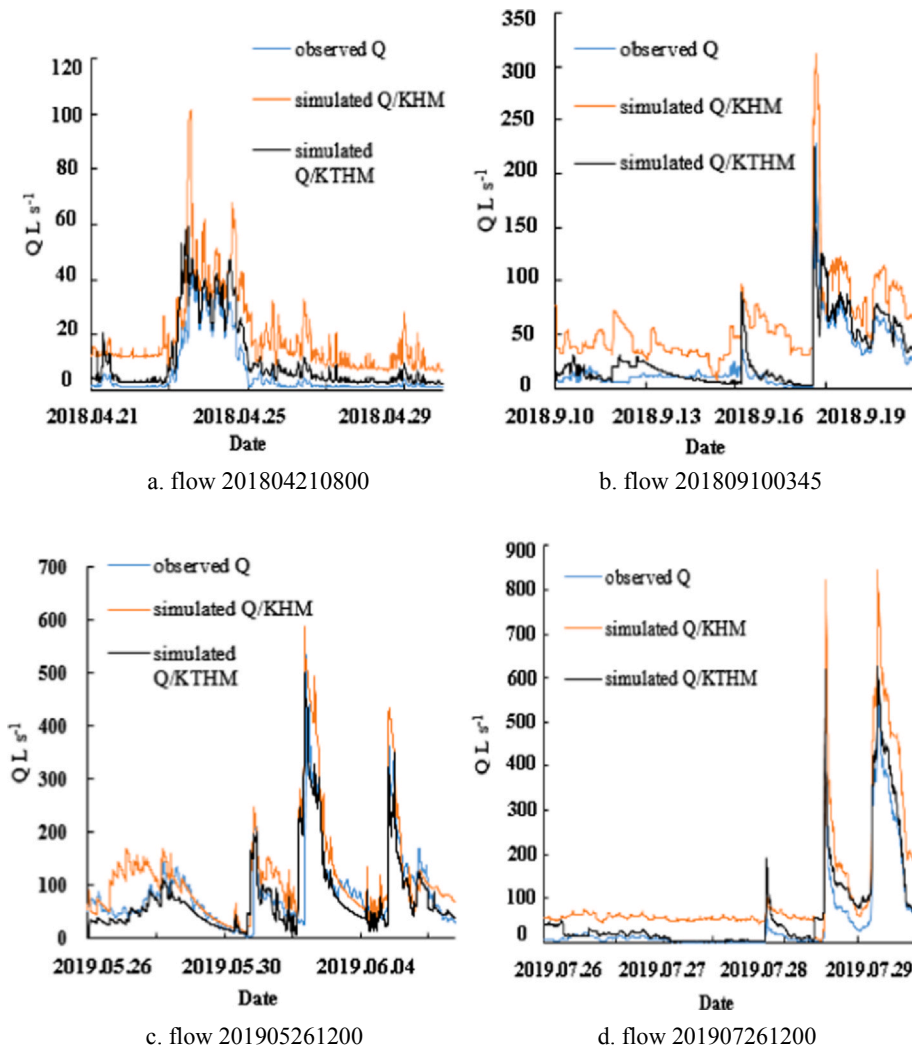 observed Q
simulated Q/KHM
simulated
Q/KTHM
Q L s⁻¹
120
100
80
60
40
20
0
2018.04.21 2018.04.25 2018.04.29
Date
a. flow 201804210800
observed Q
simulated Q/KHM
simulated Q/KTHM
Q L s⁻¹
350
300
250
200
150
100
50
0
2018.9.10 2018.9.13 2018.9.16 2018.9.19
Date
b. flow 201809100345
observed Q
simulated Q/KHM
simulated
Q/KTHM
Q L s⁻¹
700
600
500
400
300
200
100
0
2019.05.26 2019.05.30 2019.06.04
Date
c. flow 201905261200
observed Q
simulated Q/KHM
simulated Q/KTHM
Q L s⁻¹
900
800
700
600
500
400
300
200
100
0
2019.07.26 2019.07.27 2019.07.28 2019.07.29
Date
d. flow 201907261200